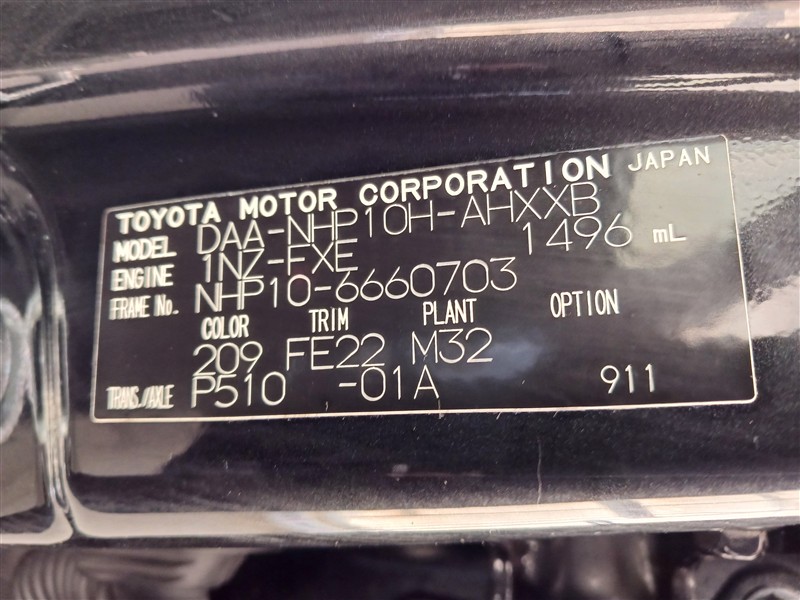 TOYOTA MOTOR CORPORATION JAPAN
MODEL DAA-NHP10H-AHXXB
ENGINE 1NZ-FXE 1496 mL
FRAME No. NHP10-6660703
COLOR TRIM PLANT OPTION
209 FE22 M32
TRANS./AXLE P510 -01A 911